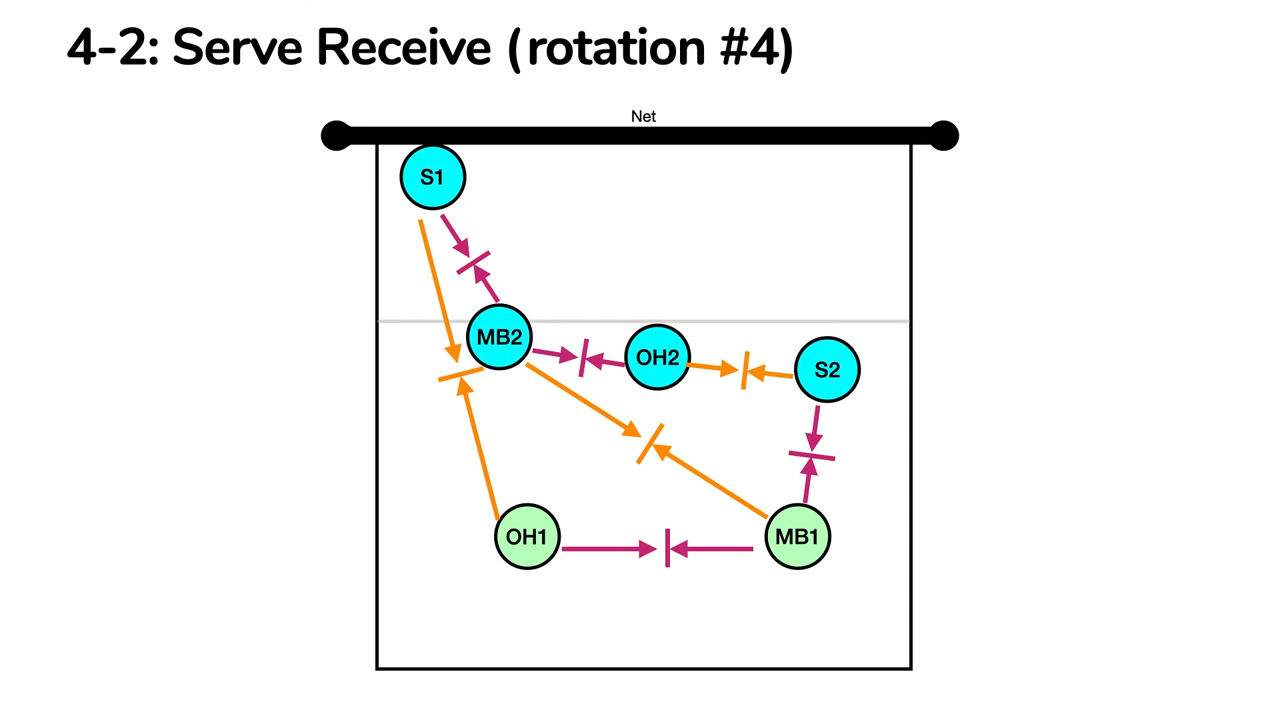 4-2: Serve Receive (rotation #4)
Net
S1
MB2
OH2
S2
OH1
MB1